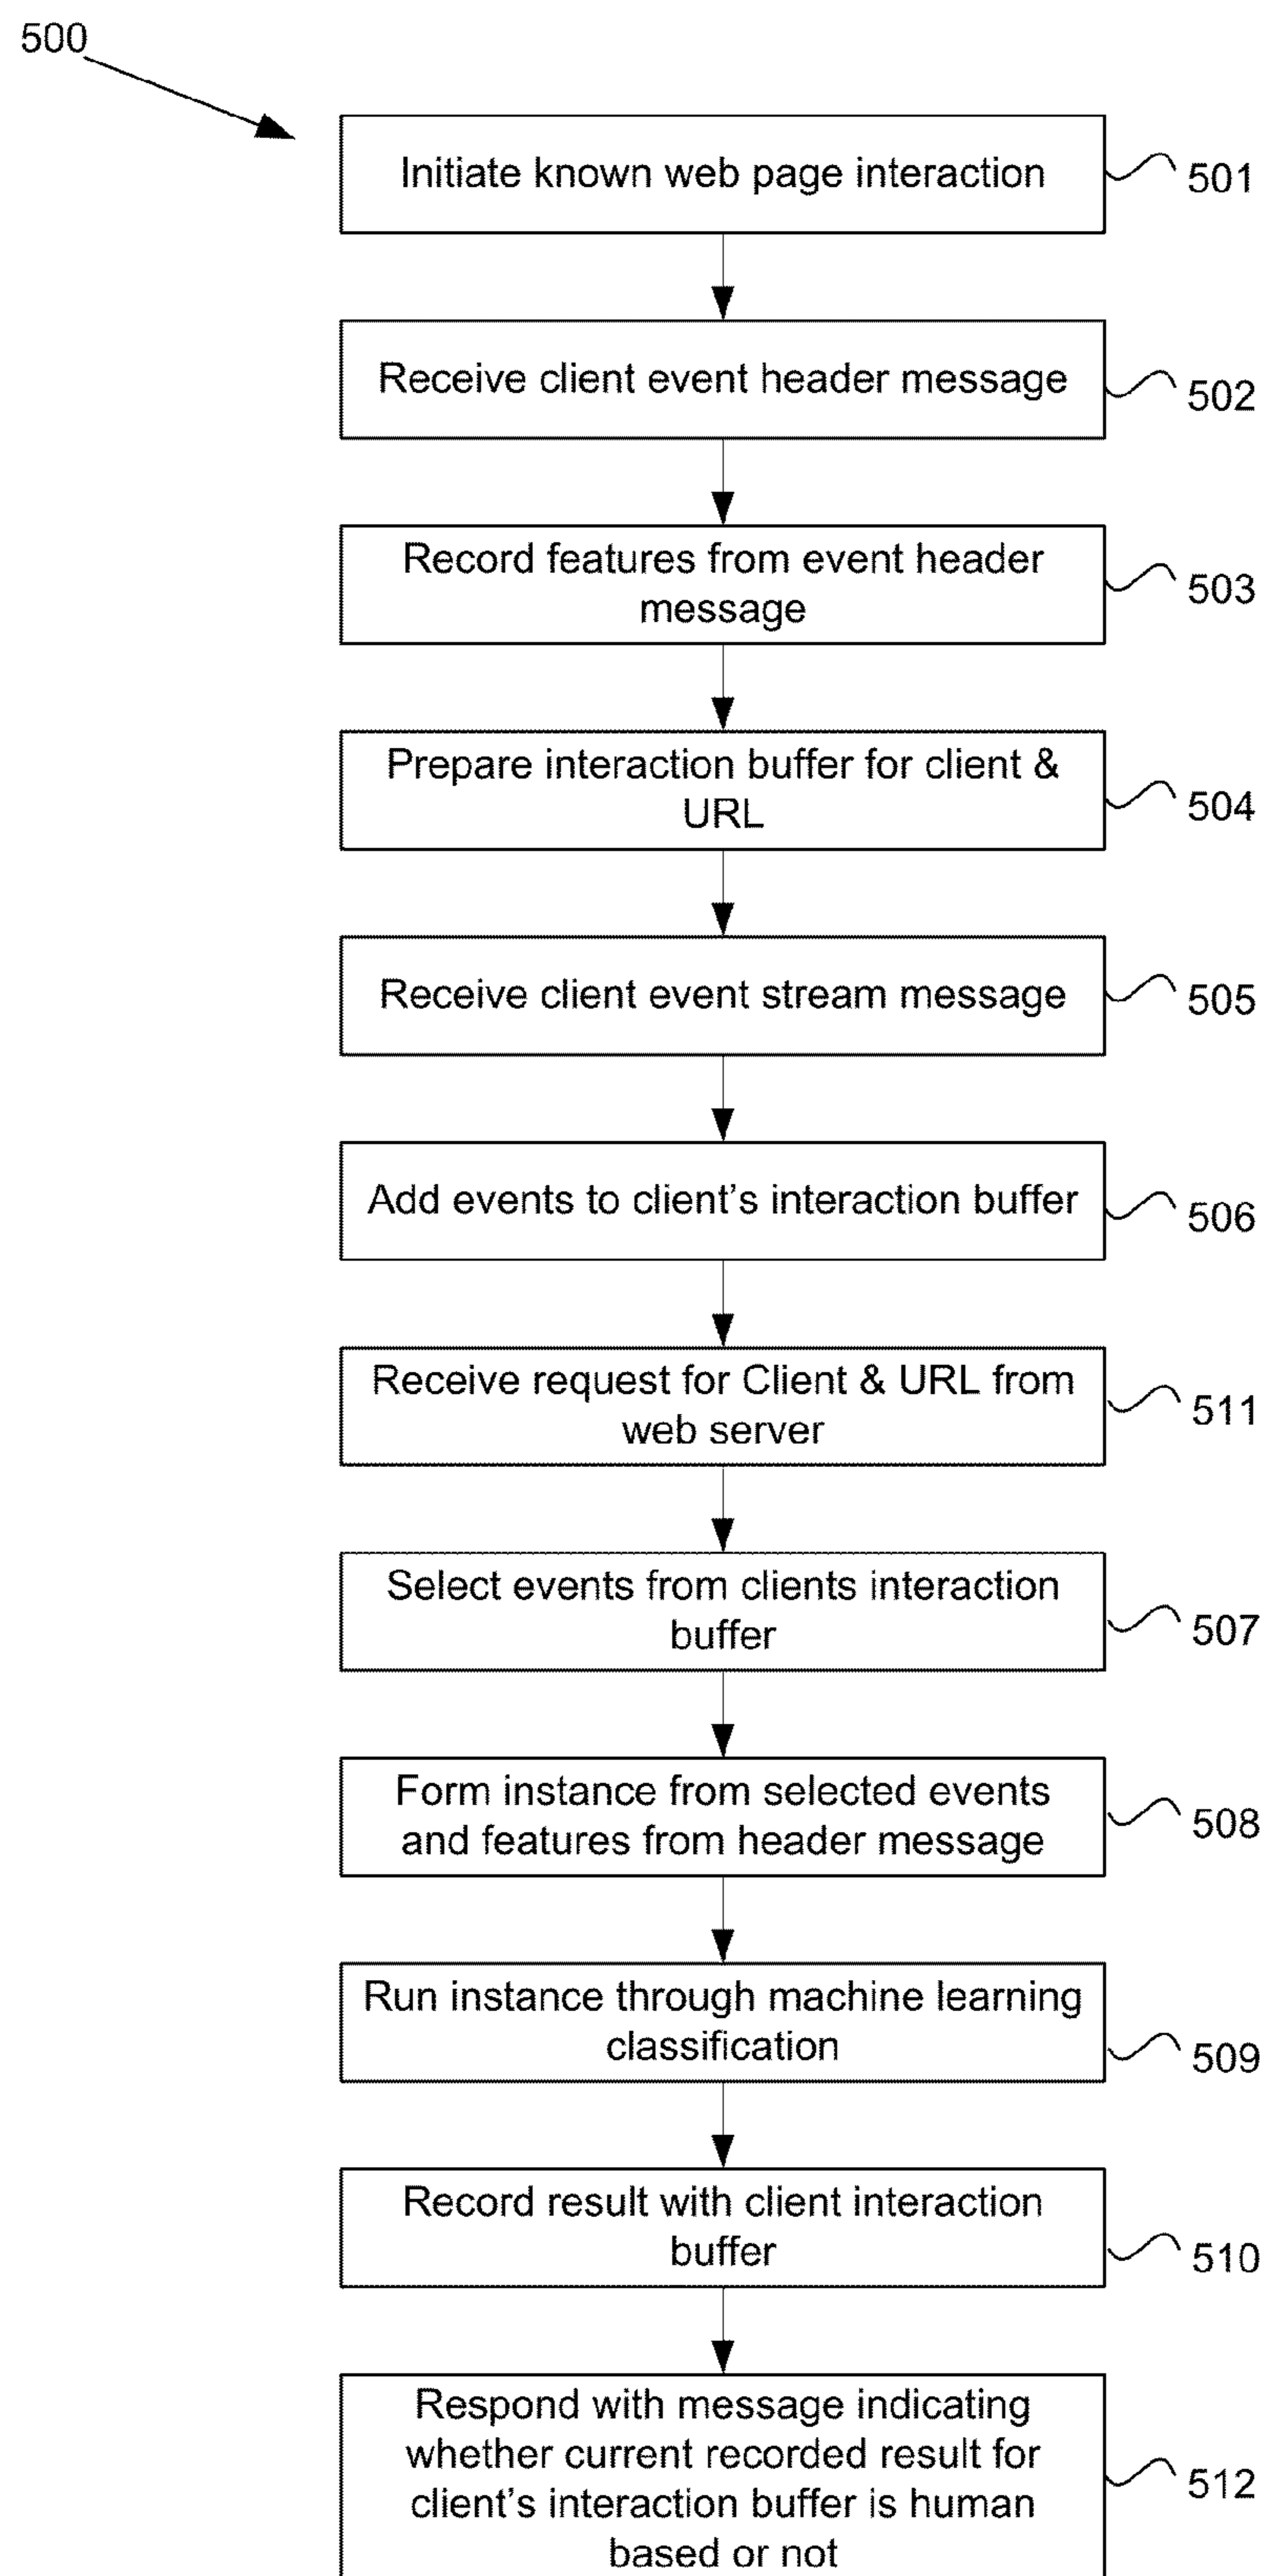 500
Initiate known web page interaction
501
Receive client event header message
502
Record features from event header
message
503
Prepare interaction buffer for client &
URL
504
Receive client event stream message
505
Add events to client’s interaction buffer
506
Receive request for Client & URL from
web server
511
Select events from clients interaction
buffer
507
Form instance from selected events
and features from header message
508
Run instance through machine learning
classification
509
Record result with client interaction
buffer
510
Respond with message indicating
whether current recorded result for
client’s interaction buffer is human
based or not
512